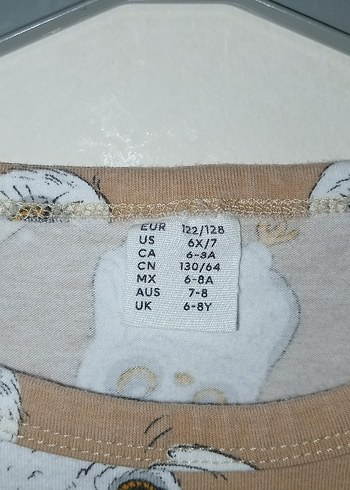 EUR 122/128
US 6X/7
CA 6-8A
CN 130/64
MX 6-8A
AUS 7-8
UK 6-8Y